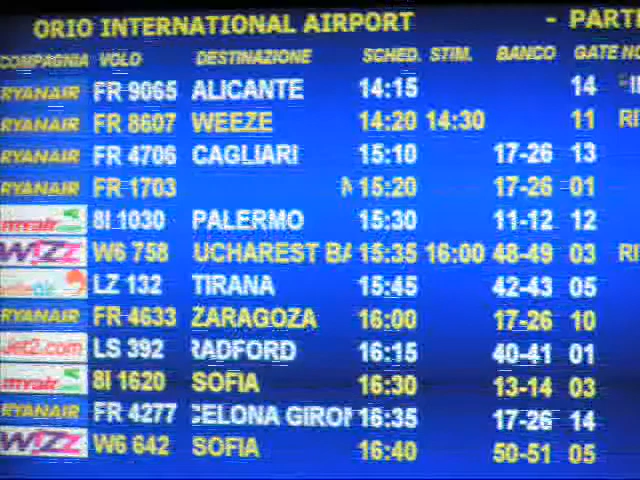 ORIO INTERNATIONAL AIRPORT - PARTE
COMPAGNIA VOLO DESTINAZIONE SCHED. STIM. BANCO GATE NO
RYANAIR FR 9065 ALICANTE 14:15 14
RYANAIR FR 8607 WEEZE 14:20 14:30 11 RI
RYANAIR FR 4706 CAGLIARI 15:10 17-26 13
RYANAIR FR 1703 15:20 17-26 01
myair 8I 1030 PALERMO 15:30 11-12 12
WIZZ W6 758 UCHAREST BA 15:35 16:00 48-49 03 RI
LZ 132 TIRANA 15:45 42-43 05
RYANAIR FR 4633 ZARAGOZA 16:00 17-26 10
Jet2.com LS 392 RADFORD 16:15 40-41 01
myair 8I 1620 SOFIA 16:30 13-14 03
RYANAIR FR 4277 CELONA GIRON 16:35 17-26 14
WIZZ W6 642 SOFIA 16:40 50-51 05